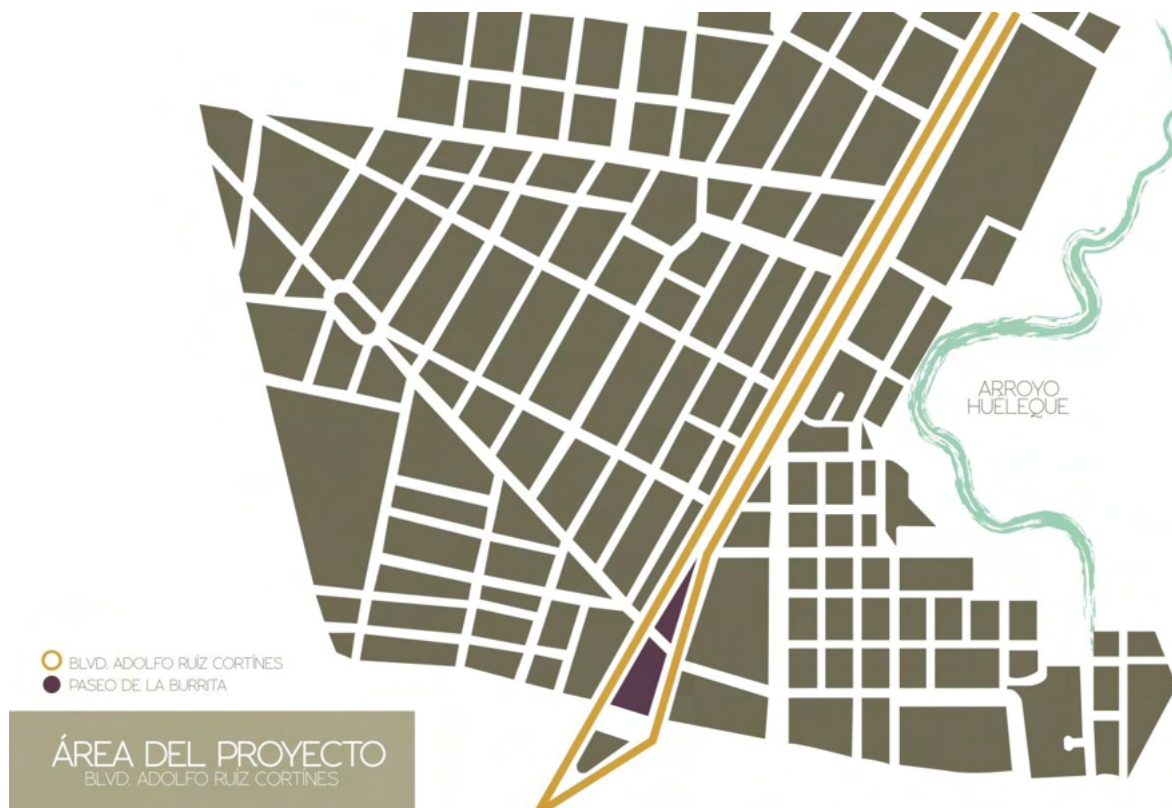 ARROYO
HUELEQUE
BLVD. ADOLFO RUÍZ CORTÍNES
PASEO DE LA BURRITA
ÁREA DEL PROYECTO
BLVD. ADOLFO RUÍZ CORTÍNES